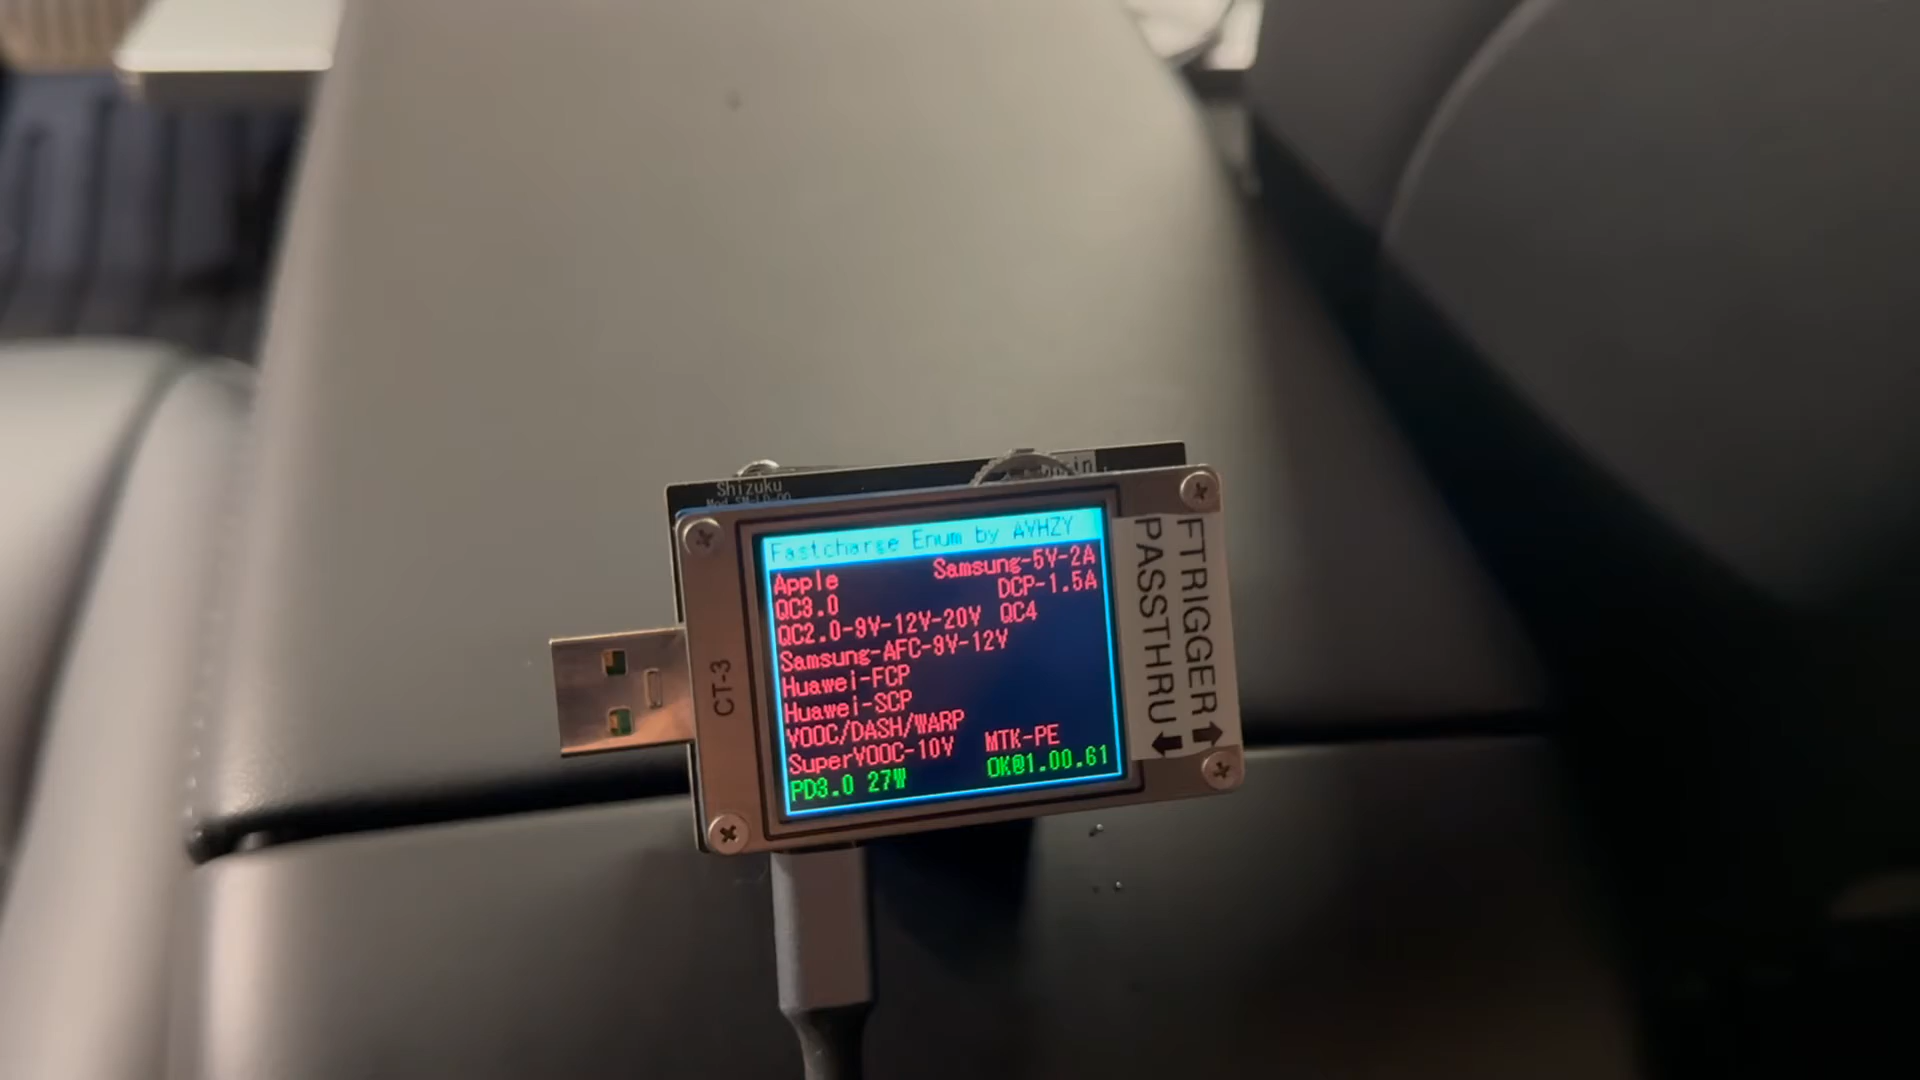 Shizuku
Fastcharge Enum by AVHZY
Apple Samsung-5V-2A
QC3.0 DCP-1.5A
QC2.0-9V-12V-20V QC4
Samsung-AFC-9V-12V
Huawei-FCP
Huawei-SCP
VOOC/DASH/WARP
SuperVOOC-10V MTK-PE
PD3.0 27W OK@1.00.61
CT-3
FTRIGGER
PASSTHRU